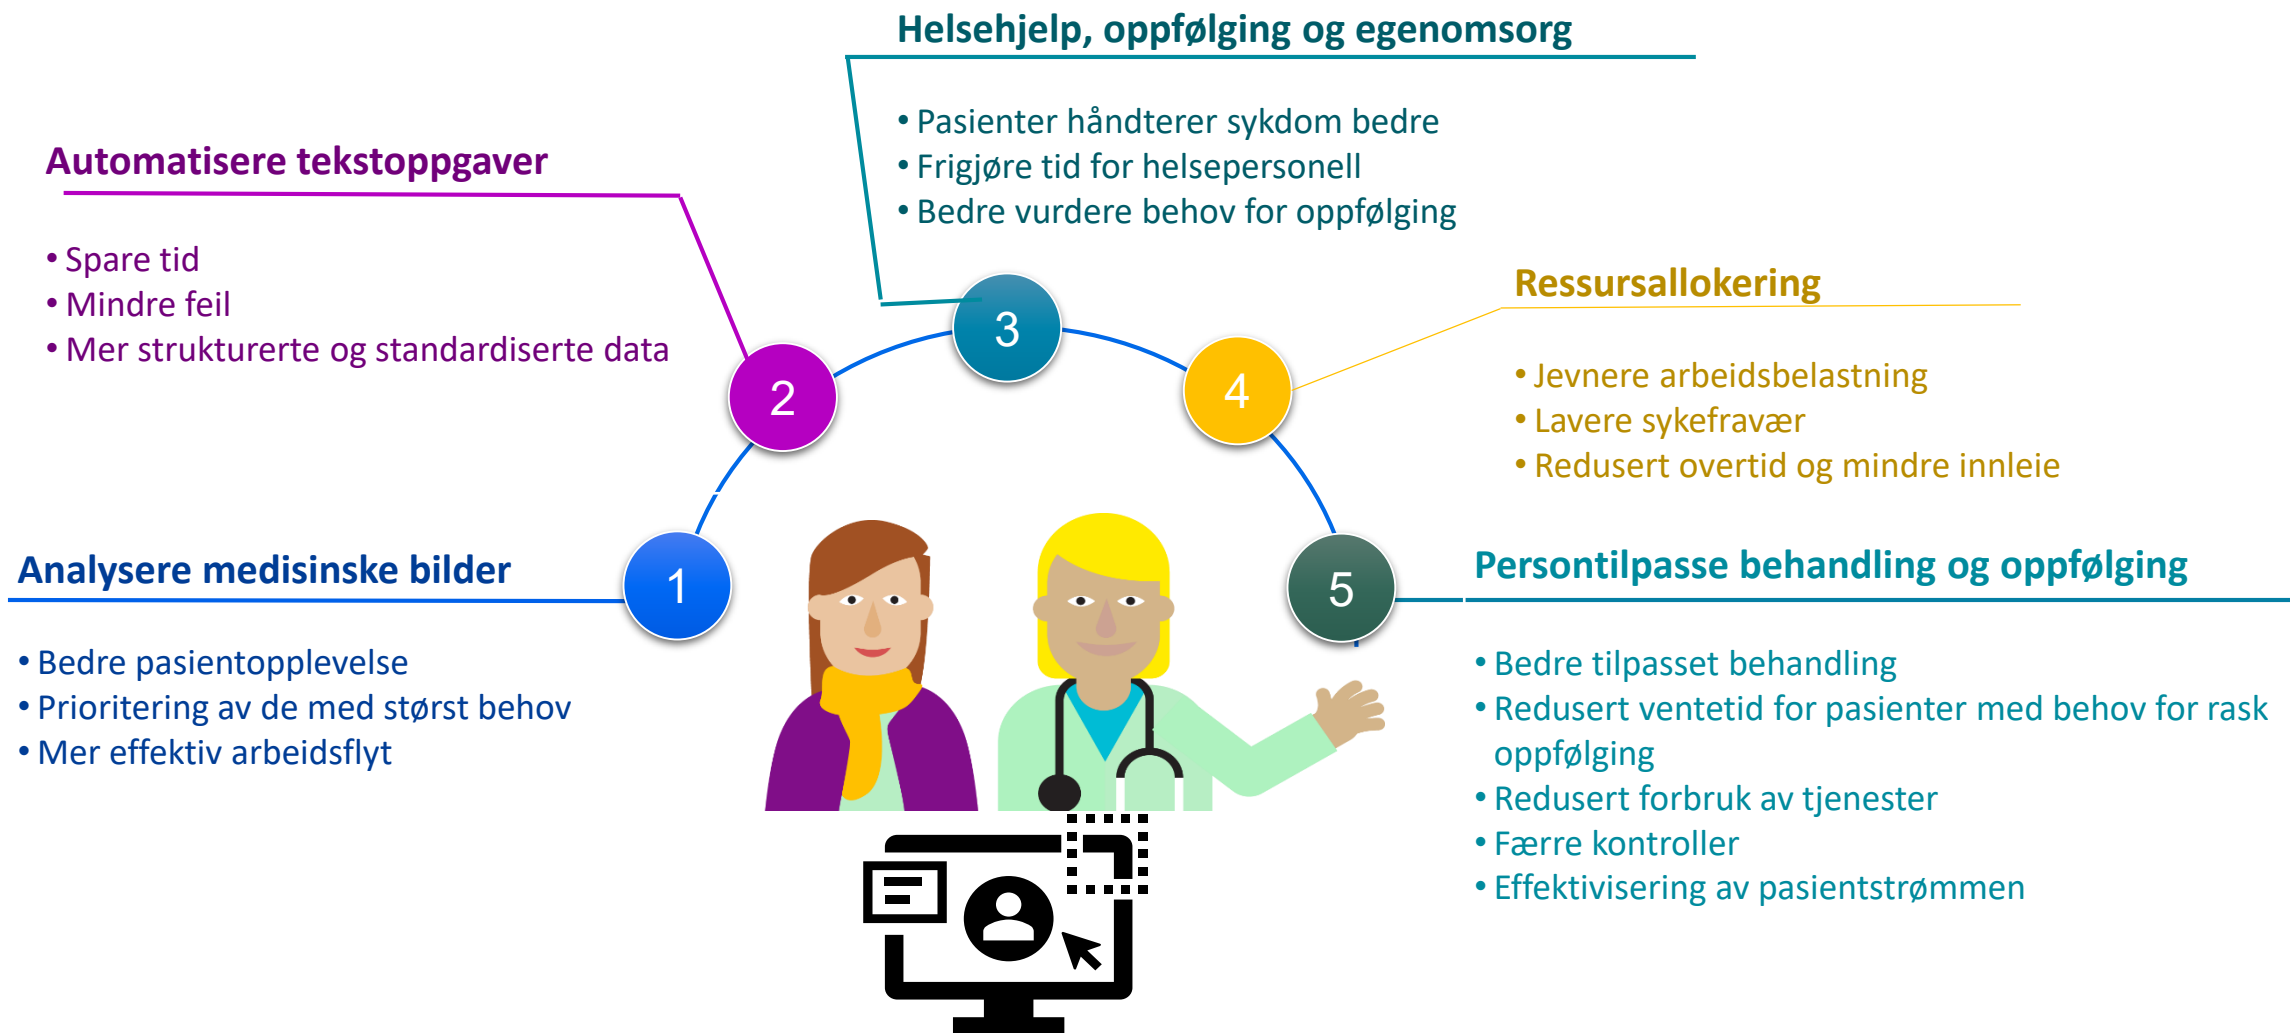 Helsehjelp, oppfølging og egenomsorg
• Pasienter håndterer sykdom bedre
• Frigjøre tid for helsepersonell
• Bedre vurdere behov for oppfølging
Automatisere tekstoppgaver
• Spare tid
• Mindre feil
• Mer strukturerte og standardiserte data
Ressursallokering
• Jevnere arbeidsbelastning
• Lavere sykefravær
• Redusert overtid og mindre innleie
3
2
4
Analysere medisinske bilder
• Bedre pasientopplevelse
• Prioritering av de med størst behov
• Mer effektiv arbeidsflyt
1
5
Persontilpasse behandling og oppfølging
• Bedre tilpasset behandling
• Redusert ventetid for pasienter med behov for rask
oppfølging
• Redusert forbruk av tjenester
• Færre kontroller
• Effektivisering av pasientstrømmen